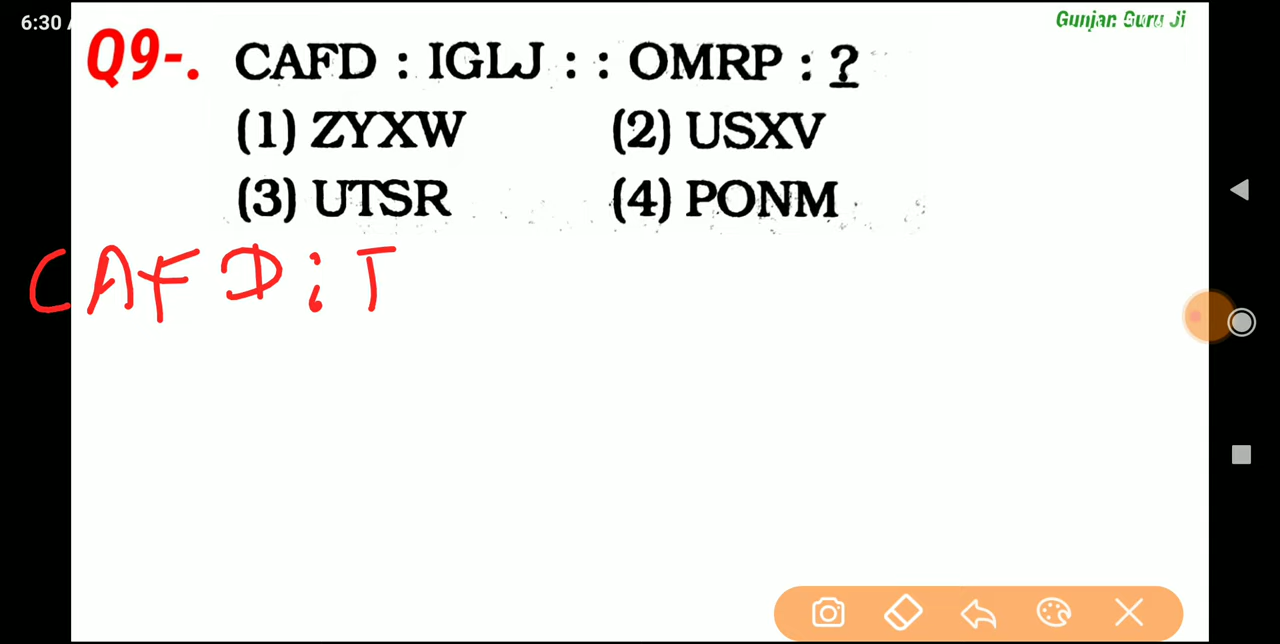 6:30
Gunjan Guru Ji
Q9-. CAFD : IGLJ : : OMRP : ?
(1) ZYXW (2) USXV
(3) UTSR (4) PONM
CAFD : I